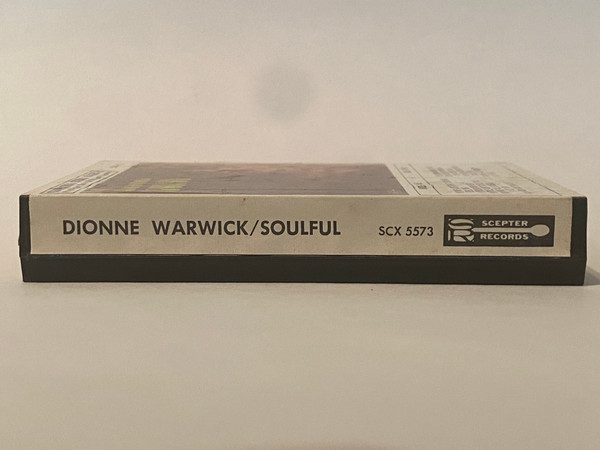 DIONNE WARWICK/SOULFUL
SCX 5573
SCEPTER
RECORDS